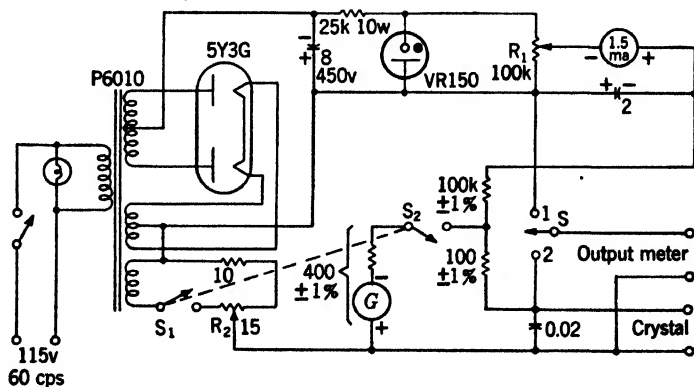 25k 10w
5Y3G
8
450v
VR150
R1
100k
1.5
ma
P6010
2
100k
±1%
S2
1
S
2
Output meter
400
±1%
100
±1%
10
G
S1
R2
15
0.02
Crystal
115v
60 cps